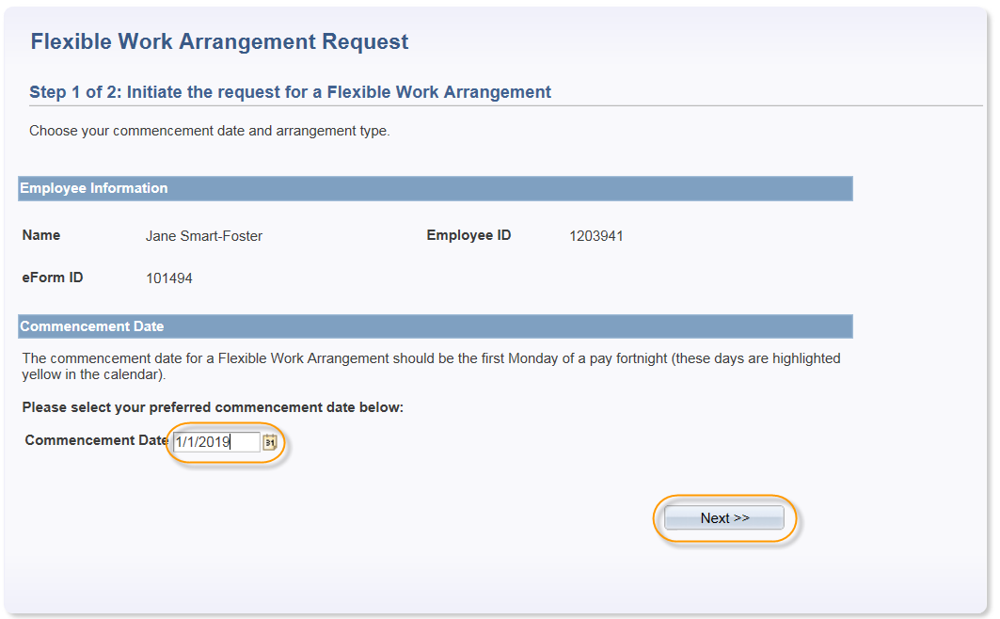 Flexible Work Arrangement Request
Step 1 of 2: Initiate the request for a Flexible Work Arrangement
Choose your commencement date and arrangement type.
Employee Information
Name Jane Smart-Foster Employee ID 1203941
eForm ID 101494
Commencement Date
The commencement date for a Flexible Work Arrangement should be the first Monday of a pay fortnight (these days are highlighted
yellow in the calendar).
Please select your preferred commencement date below:
Commencement Date 1/1/2019 31
Next >>